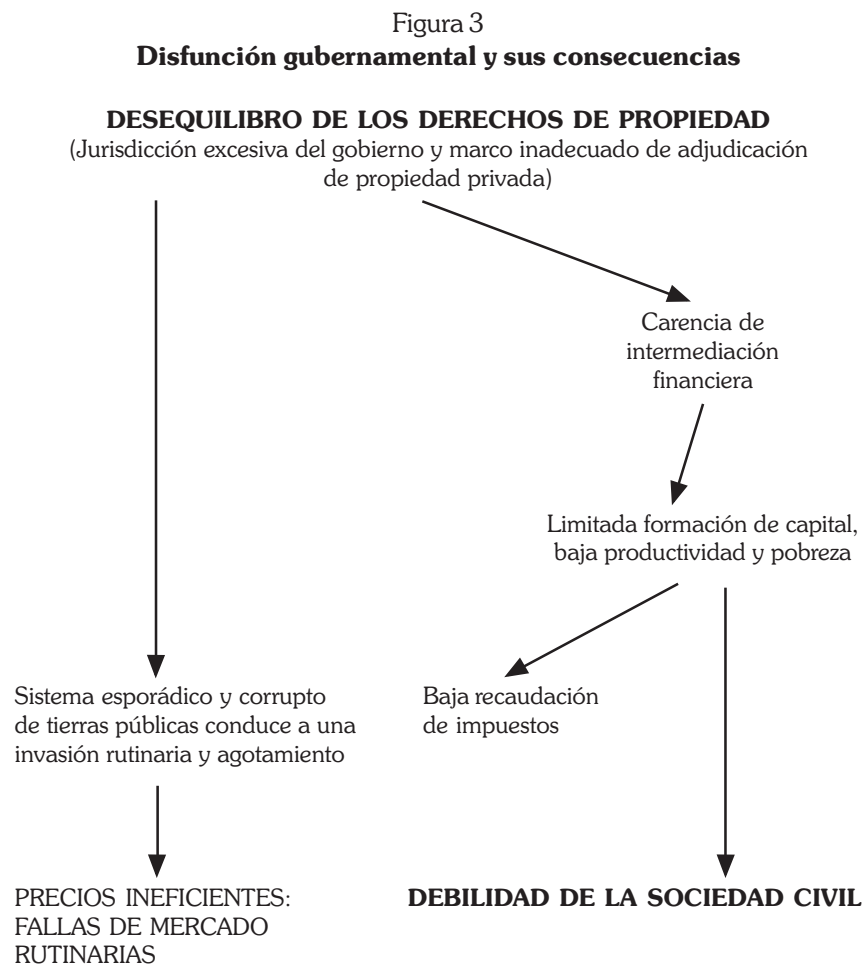 Figura 3
Disfunción gubernamental y sus consecuencias
DESEQUILIBRO DE LOS DERECHOS DE PROPIEDAD
(Jurisdicción excesiva del gobierno y marco inadecuado de adjudicación
de propiedad privada)
Carencia de
intermediación
financiera
Limitada formación de capital,
baja productividad y pobreza
Sistema esporádico y corrupto
de tierras públicas conduce a una
invasión rutinaria y agotamiento
Baja recaudación
de impuestos
PRECIOS INEFICIENTES:
FALLAS DE MERCADO
RUTINARIAS
DEBILIDAD DE LA SOCIEDAD CIVIL